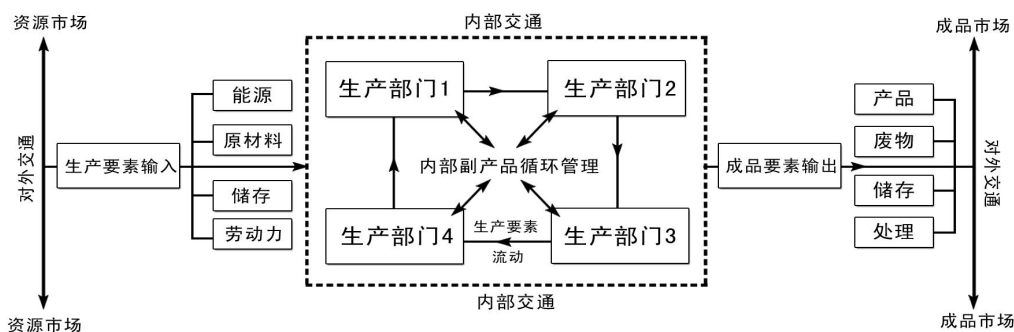 资源市场
对外交通
资源市场
生产要素输入
能源
原材料
储存
劳动力
内部交通
生产部门1
生产部门2
内部副产品循环管理
生产部门4
生产要素
流动
生产部门3
内部交通
成品要素输出
产品
废物
储存
处理
成品市场
对外交通
成品市场